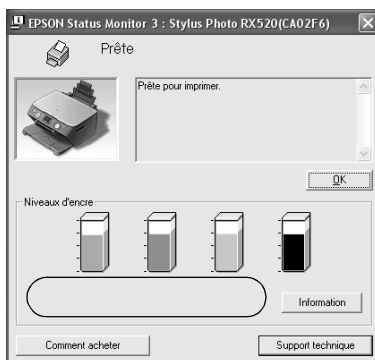 EPSON Status Monitor 3 : Stylus Photo RX520(CA02F6)
Prête
Prête pour imprimer.
OK
Niveaux d'encre
Information
Comment acheter
Support technique